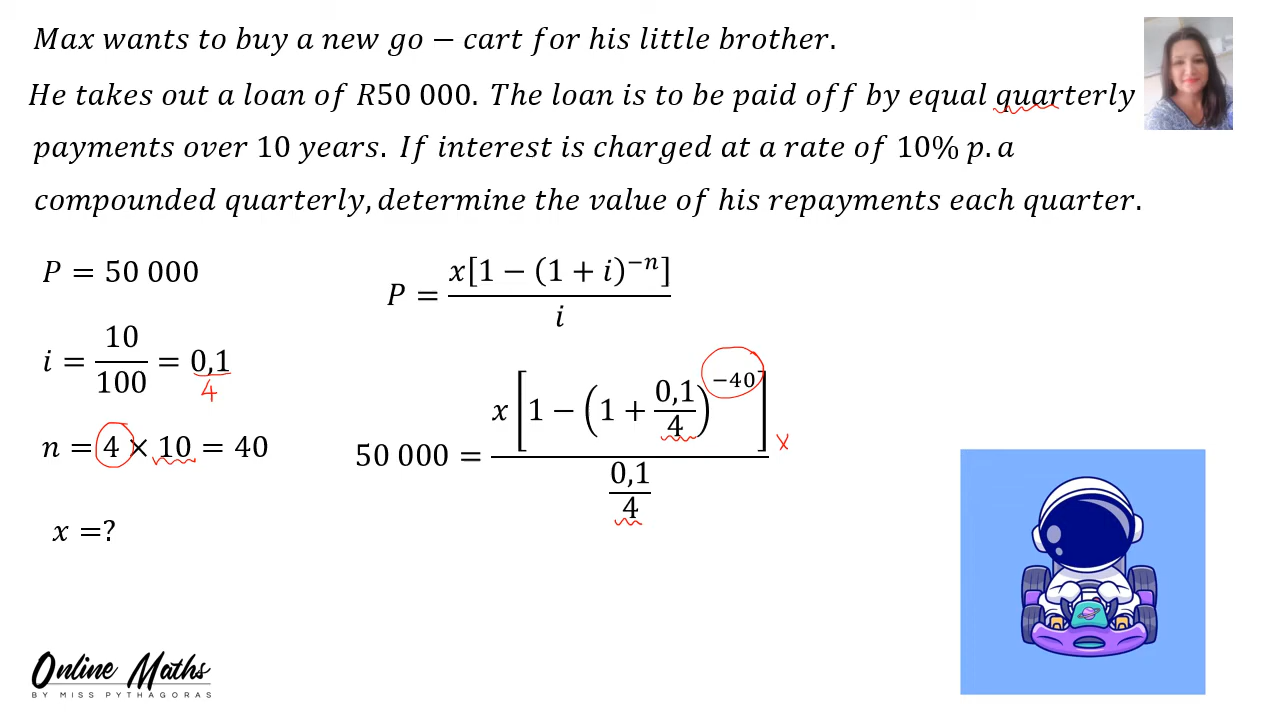 Max wants to buy a new go − cart for his little brother.
He takes out a loan of R50 000. The loan is to be paid off by equal quarterly
payments over 10 years. If interest is charged at a rate of 10% p. a
compounded quarterly, determine the value of his repayments each quarter.
P = 50 000
P = x[1 − (1 + i)^−n] / i
i = 10/100 = 0,1/4
n = 4 × 10 = 40
50 000 = x[1 − (1 + 0,1/4)^−40] / (0,1/4) x
x =?
Online Maths
BY MISS PYTHAGORAS